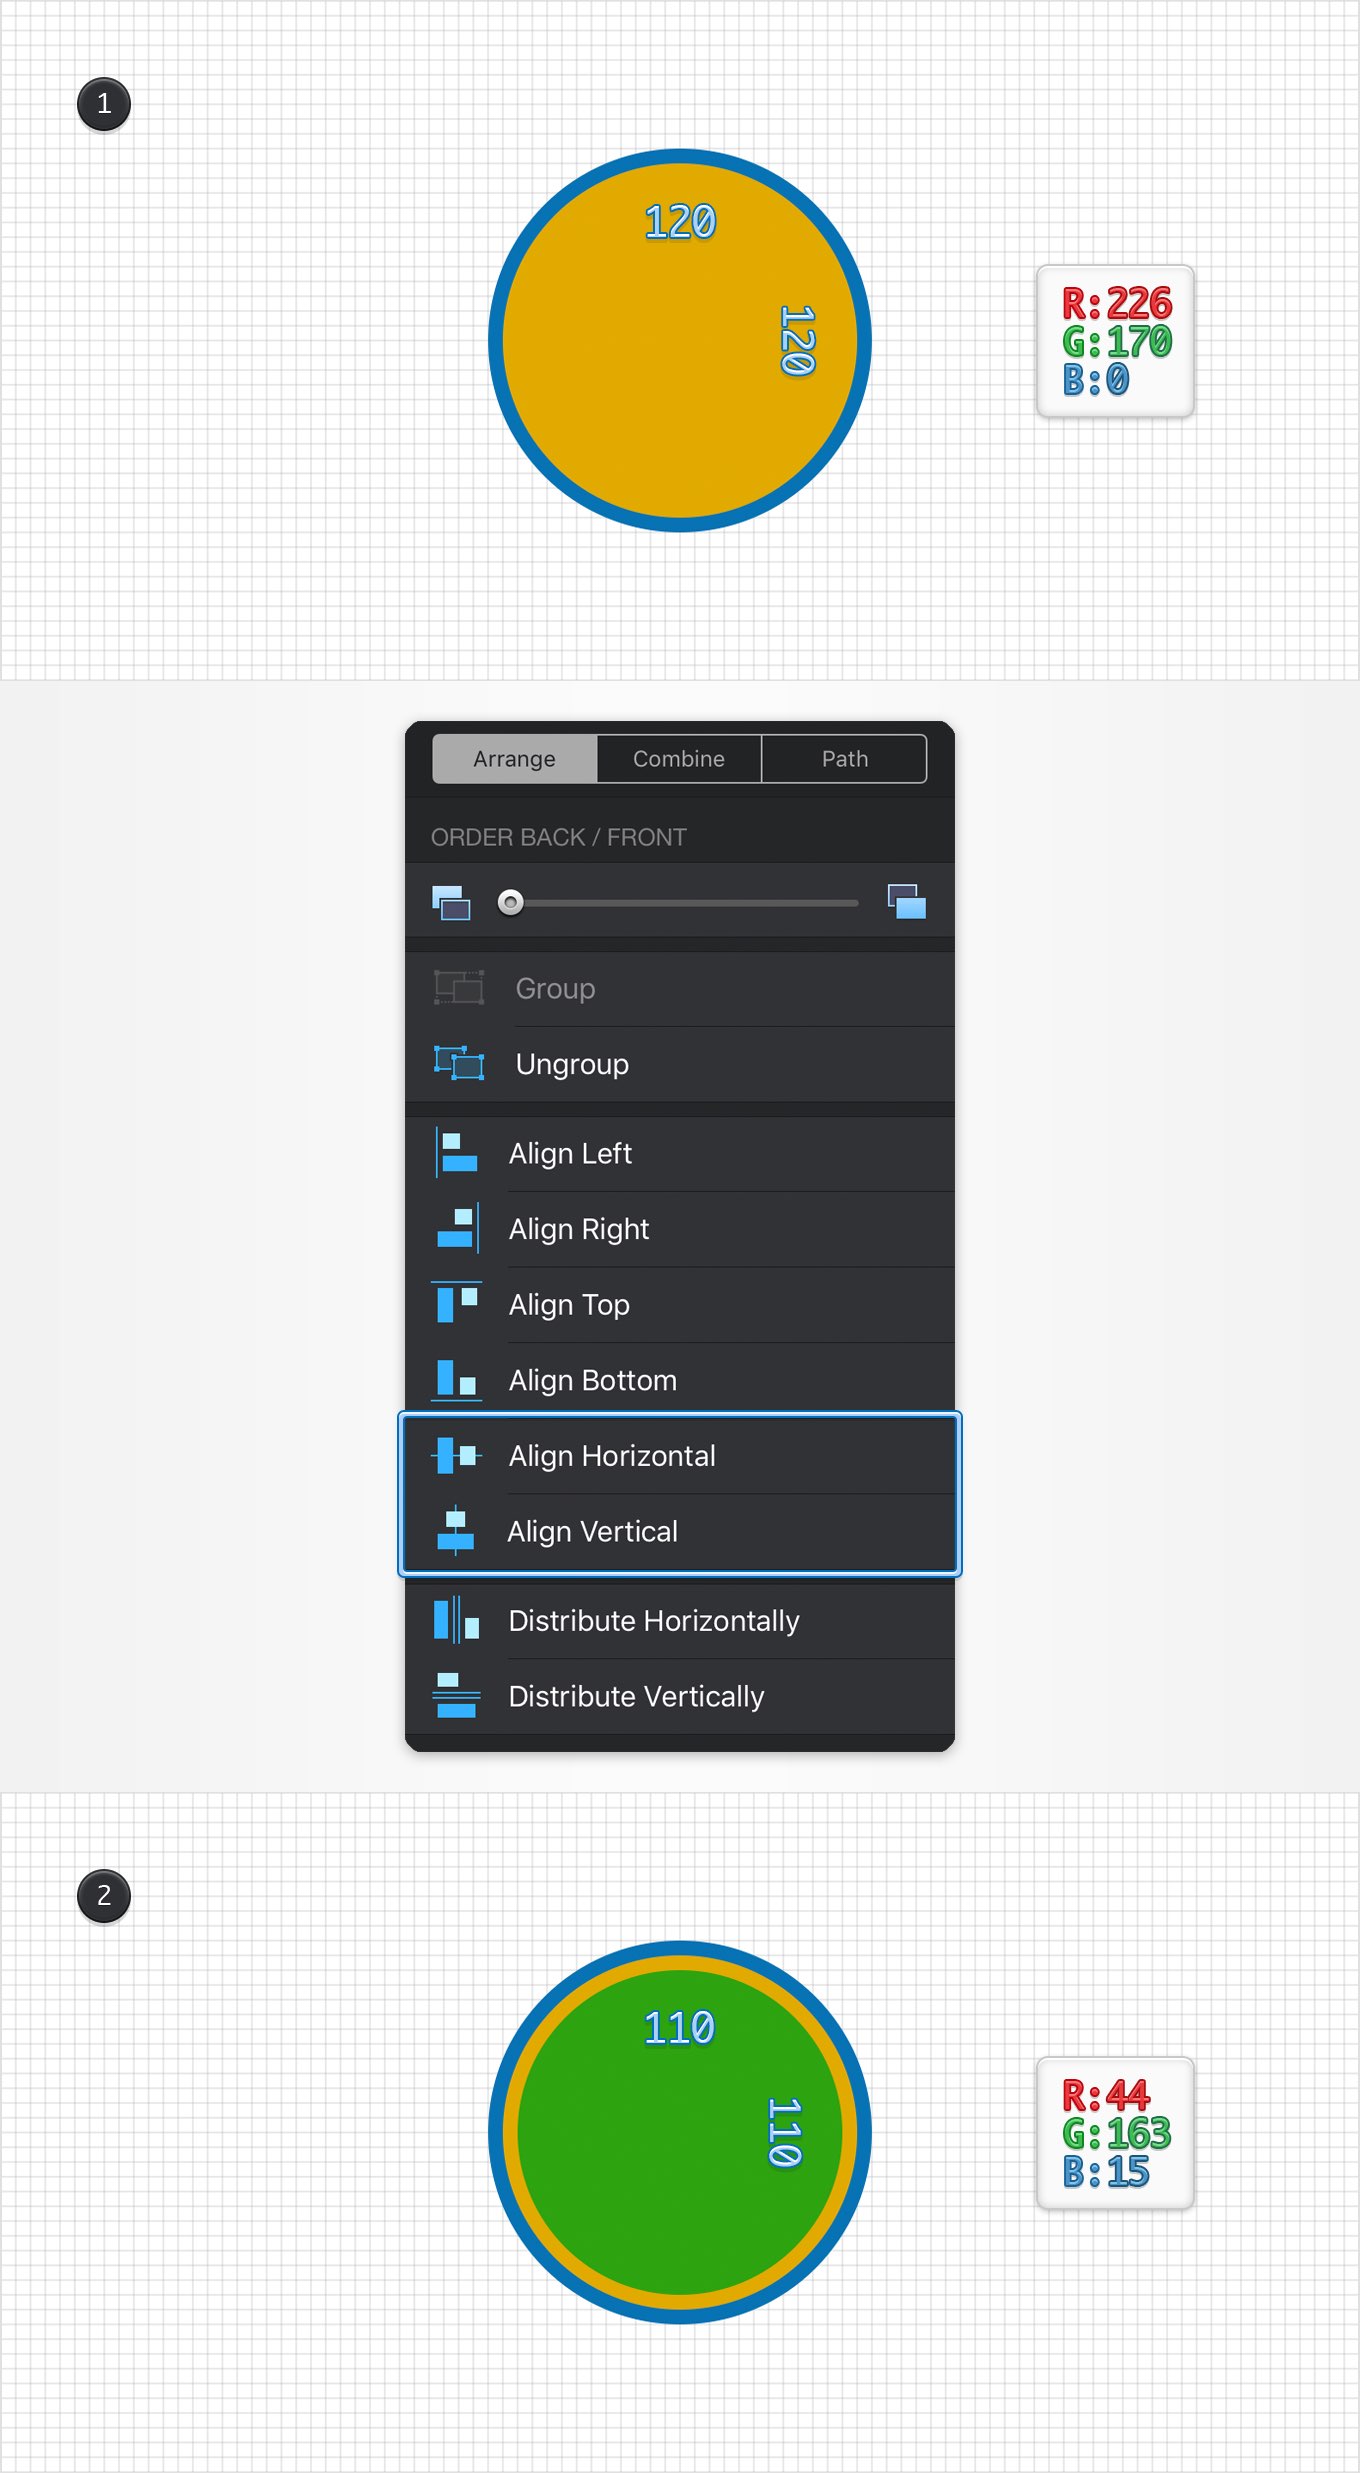 1
120
120
R:226
G:170
B:0
Arrange Combine Path
ORDER BACK / FRONT
Group
Ungroup
Align Left
Align Right
Align Top
Align Bottom
Align Horizontal
Align Vertical
Distribute Horizontally
Distribute Vertically
2
110
110
R:44
G:163
B:15